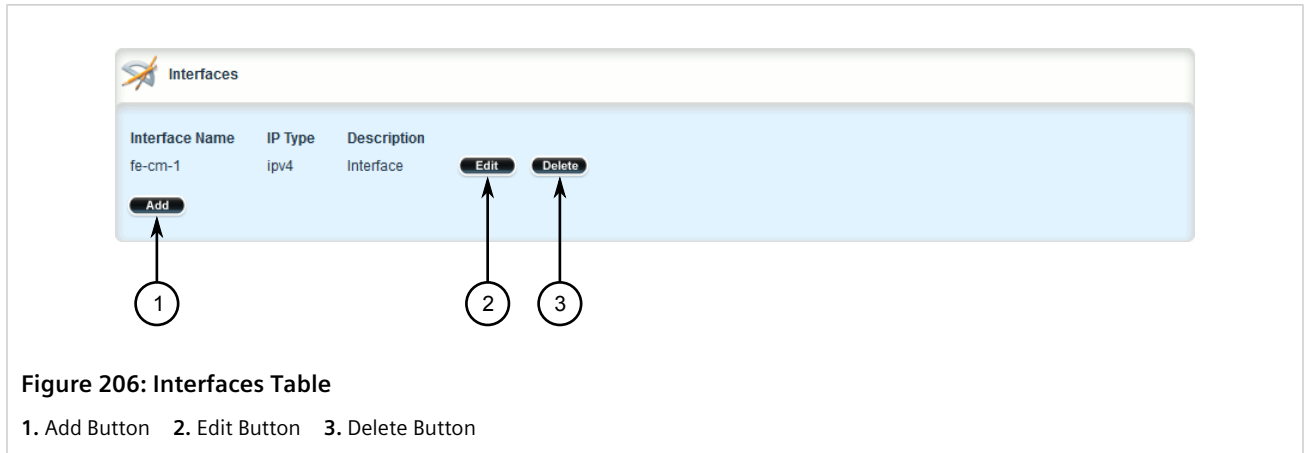 Interfaces
Interface Name IP Type Description
fe-cm-1 ipv4 Interface Edit Delete
Add
1 2 3
Figure 206: Interfaces Table
1. Add Button 2. Edit Button 3. Delete Button